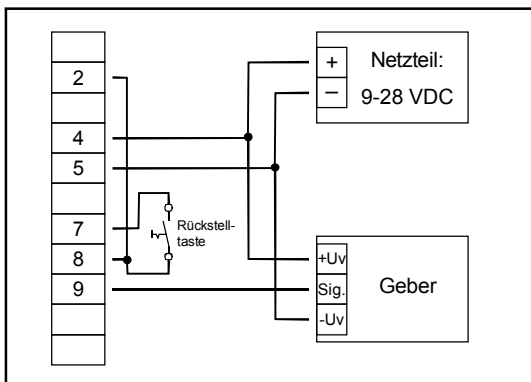 2
4
5
7
8
9
Rückstell-
taste
+
−
Netzteil:
9-28 VDC
+Uv
Sig.
-Uv
Geber